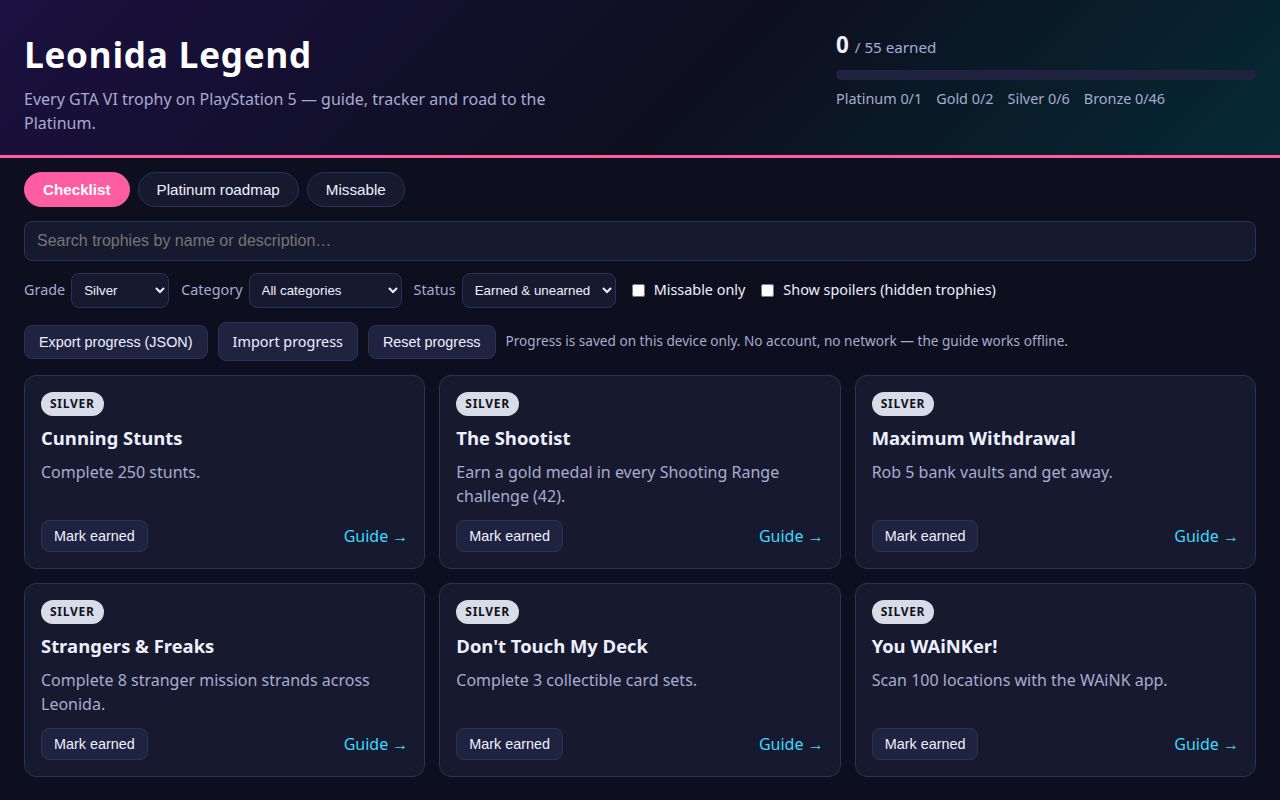 Leonida Legend
Every GTA VI trophy on PlayStation 5 — guide, tracker and road to the
Platinum.
0 / 55 earned
Platinum 0/1 Gold 0/2 Silver 0/6 Bronze 0/46
Checklist Platinum roadmap Missable
Search trophies by name or description…
Grade Silver Category All categories Status Earned & unearned Missable only Show spoilers (hidden trophies)
Export progress (JSON) Import progress Reset progress Progress is saved on this device only. No account, no network — the guide works offline.
SILVER
Cunning Stunts
Complete 250 stunts.
Mark earned Guide →
SILVER
The Shootist
Earn a gold medal in every Shooting Range
challenge (42).
Mark earned Guide →
SILVER
Maximum Withdrawal
Rob 5 bank vaults and get away.
Mark earned Guide →
SILVER
Strangers & Freaks
Complete 8 stranger mission strands across
Leonida.
Mark earned Guide →
SILVER
Don't Touch My Deck
Complete 3 collectible card sets.
Mark earned Guide →
SILVER
You WAiNKer!
Scan 100 locations with the WAiNK app.
Mark earned Guide →